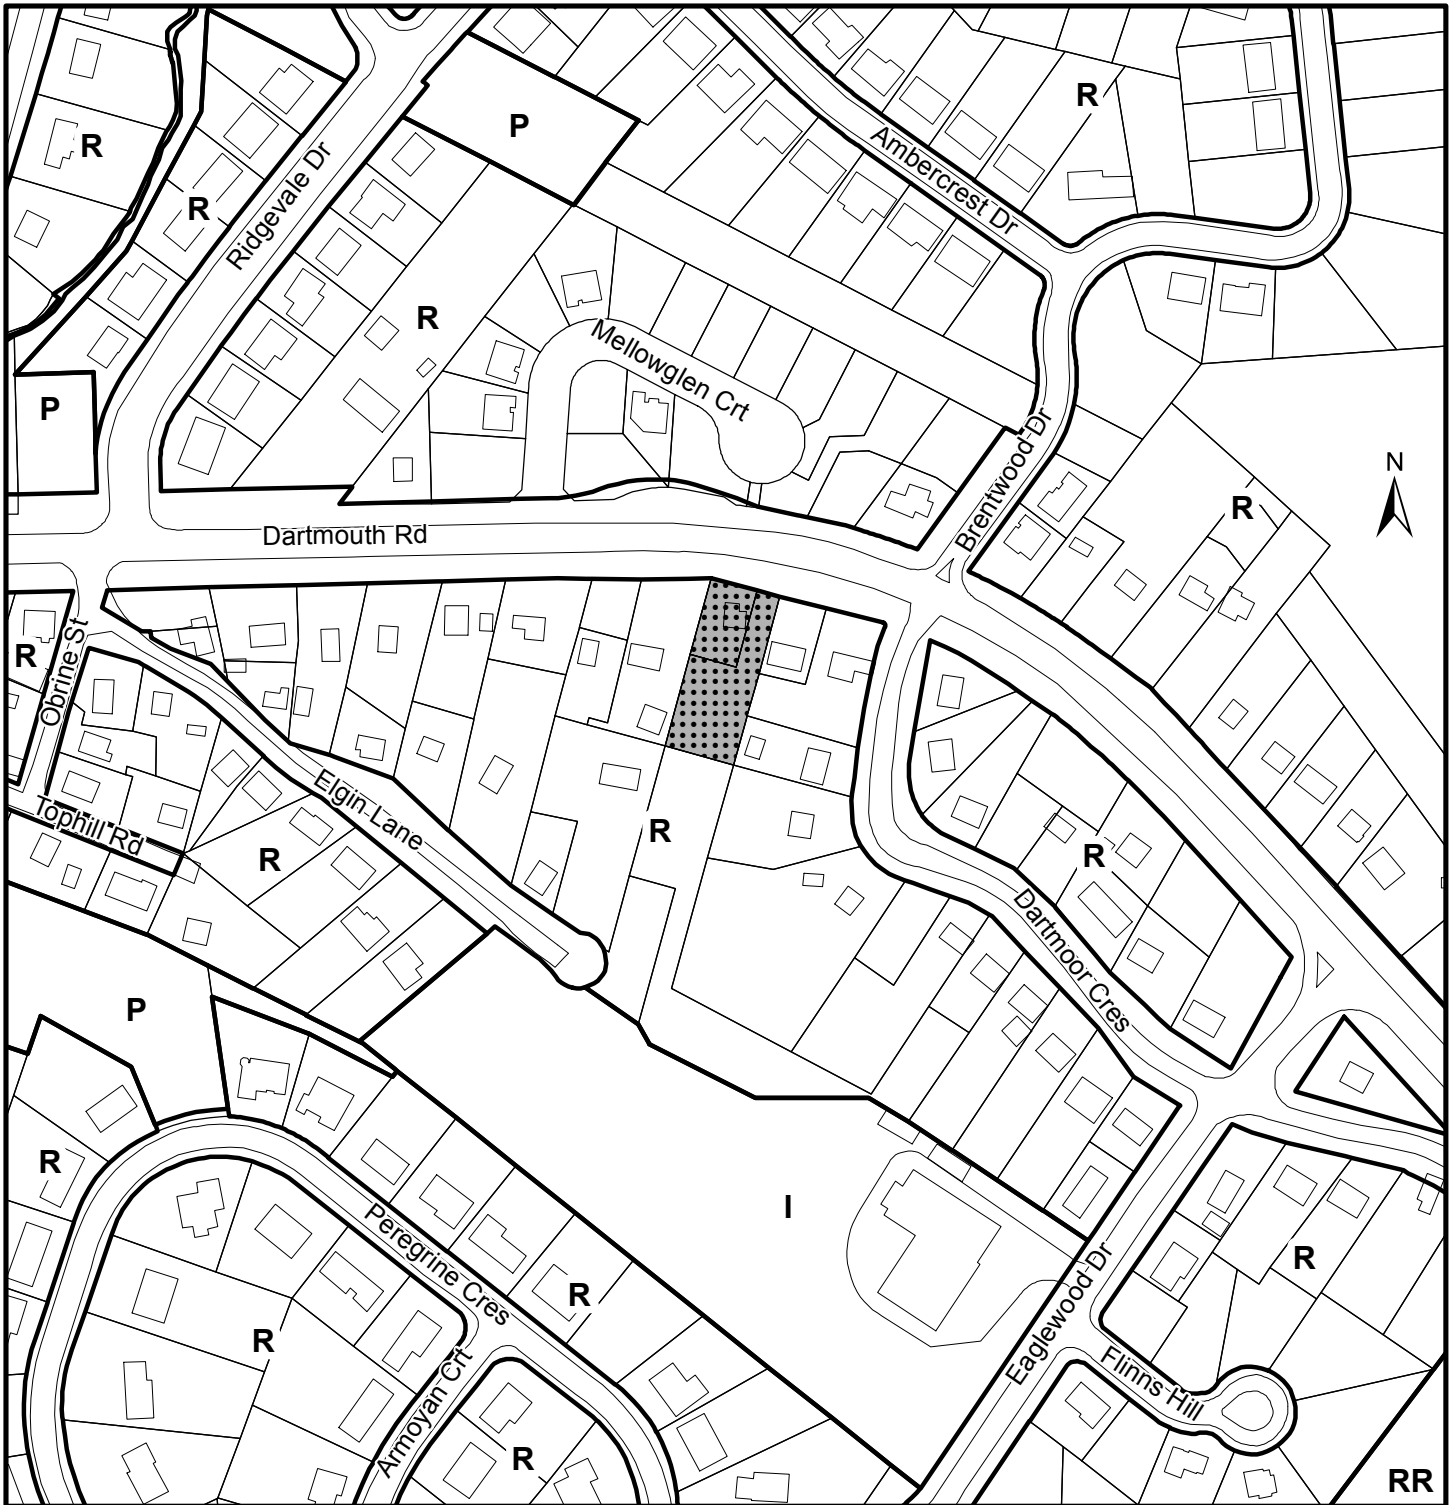 R
P
R
Ambercrest Dr
R
R
Ridgevale Dr
R
Mellowglen Crt
P
Brentwood Dr
N
R
Dartmouth Rd
Obrine St
R
Elgin Lane
Tophill Rd
R
R
R
Dartmoor Cres
P
R
I
Peregrine Cres
R
R
R
Eaglewood Dr
Flinns Hill
Armoyan Crt
R
RR